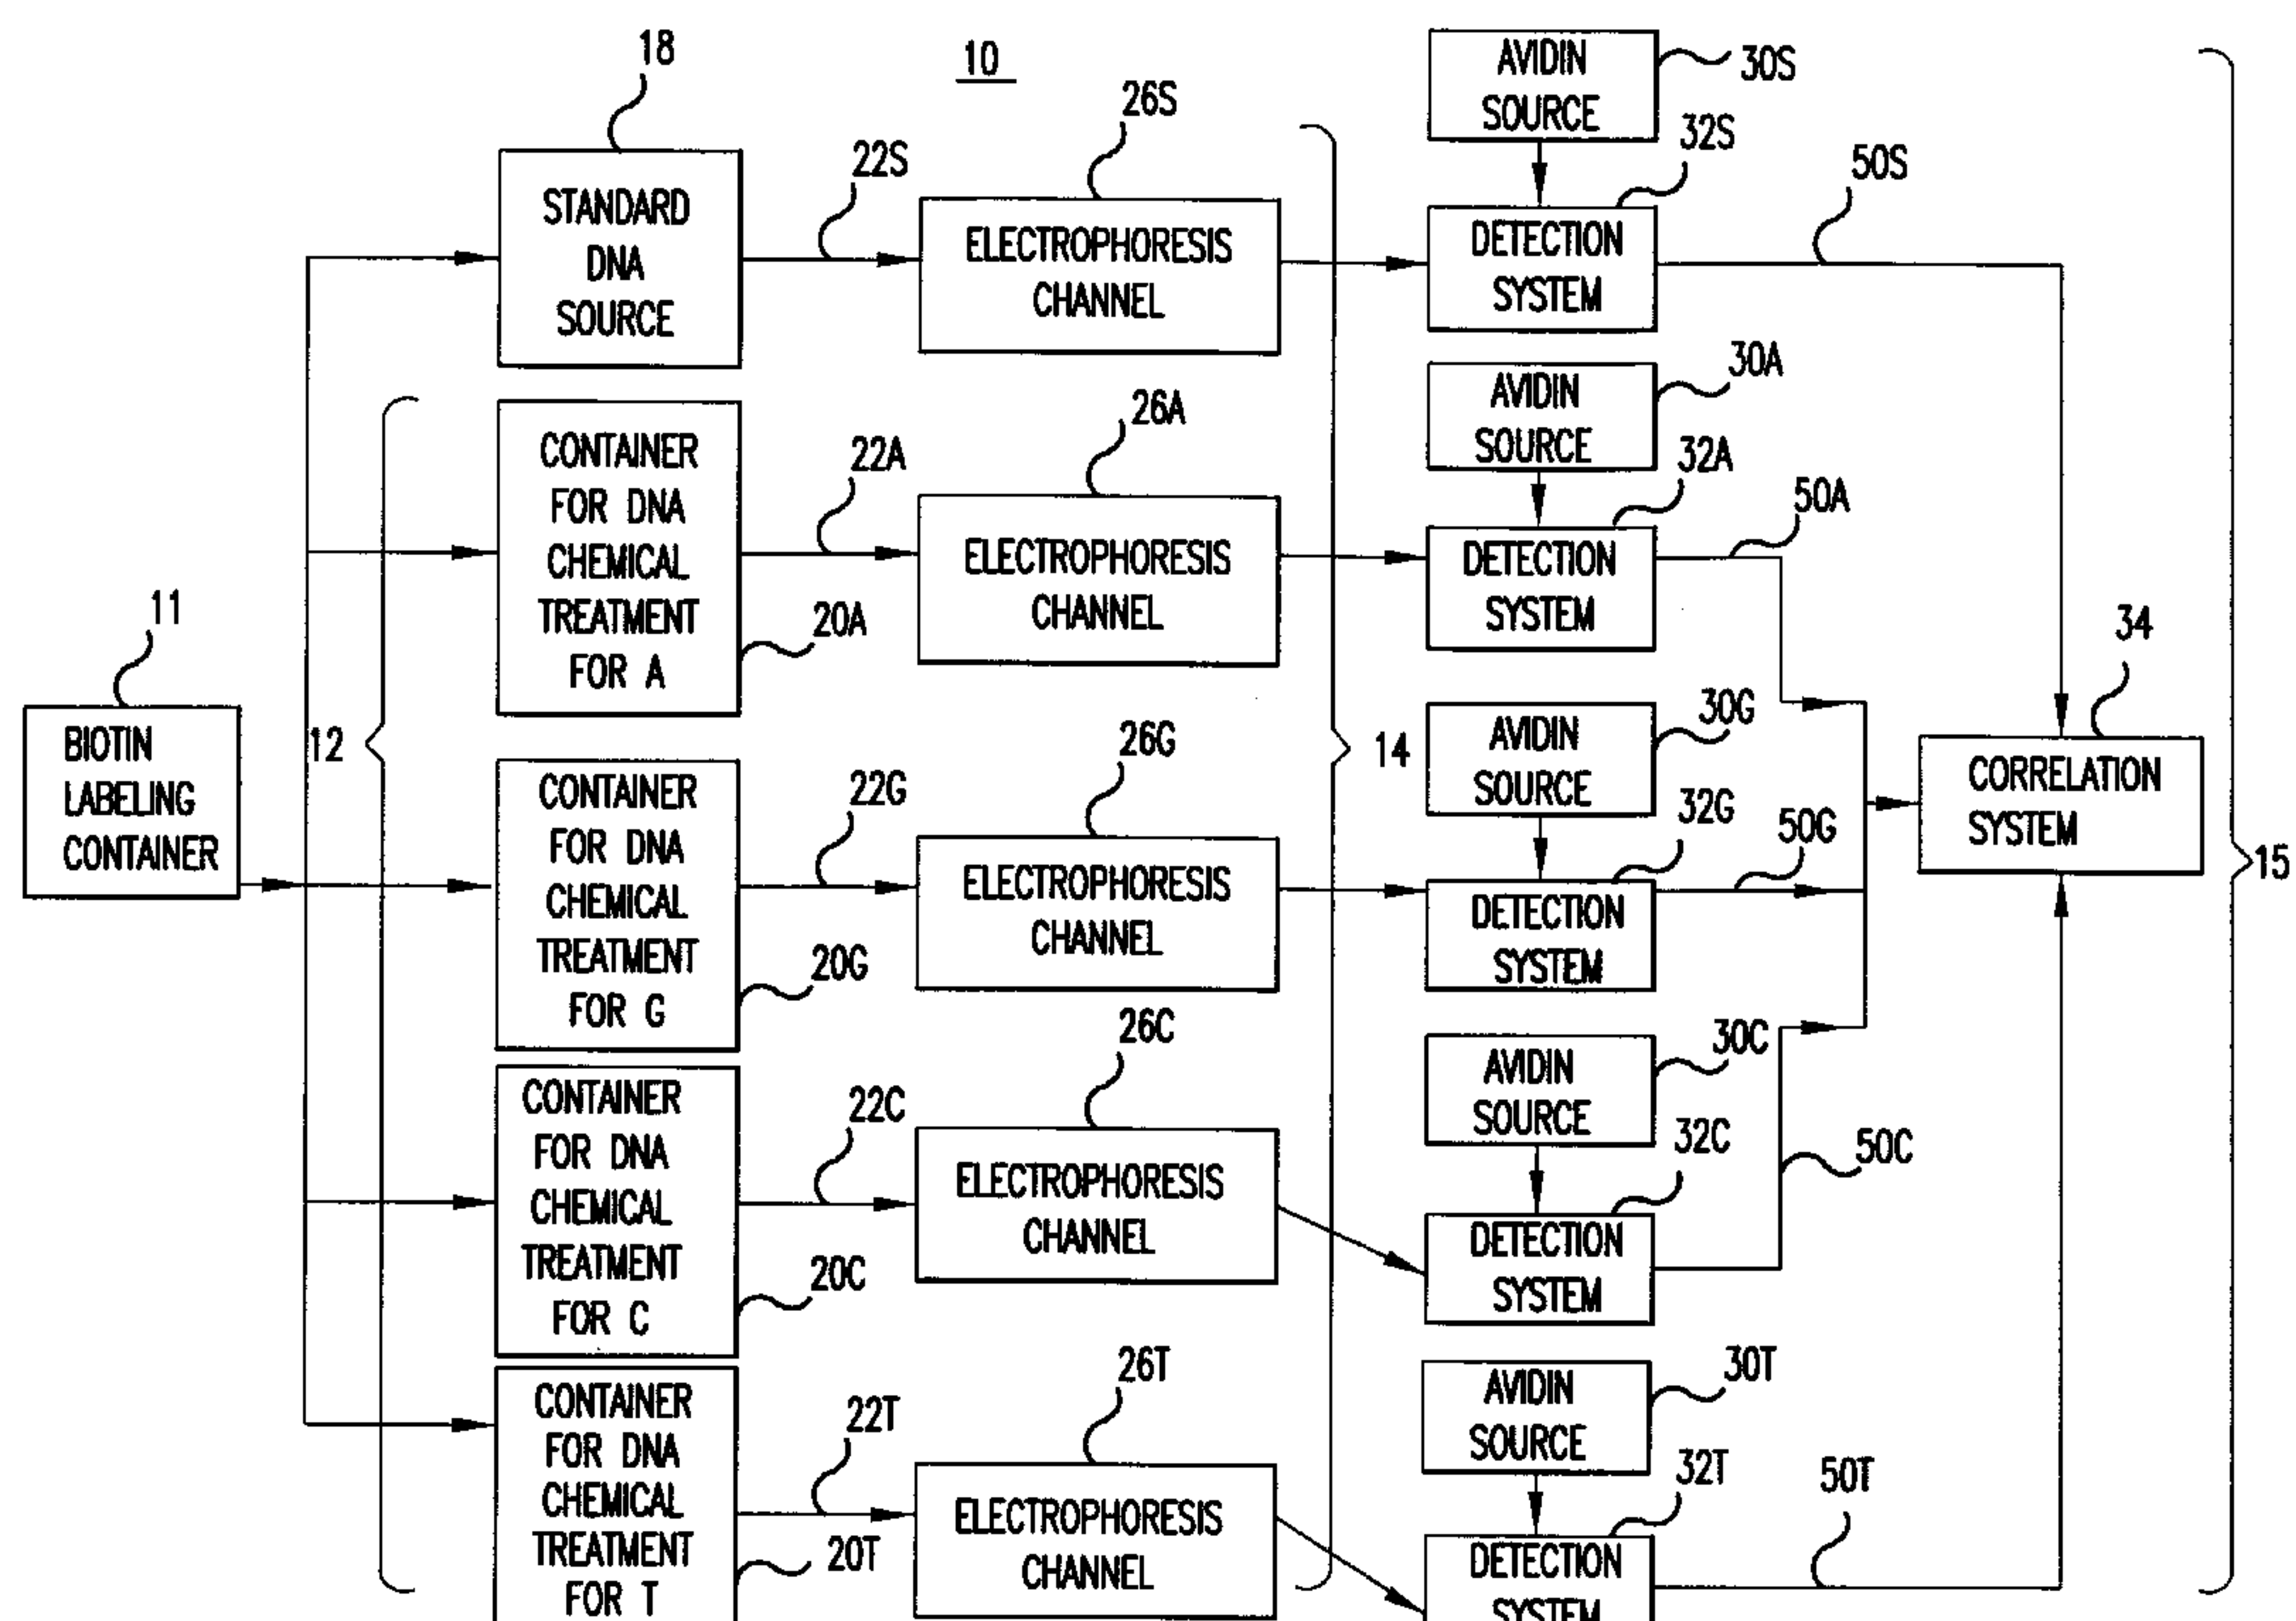 10
18
STANDARD
DNA
SOURCE
22S
26S
ELECTROPHORESIS
CHANNEL
AVIDIN
SOURCE
30S
32S
DETECTION
SYSTEM
50S
CONTAINER
FOR DNA
CHEMICAL
TREATMENT
FOR A
20A
22A
26A
ELECTROPHORESIS
CHANNEL
AVIDIN
SOURCE
30A
32A
DETECTION
SYSTEM
50A
11
BIOTIN
LABELING
CONTAINER
12
CONTAINER
FOR DNA
CHEMICAL
TREATMENT
FOR G
20G
22G
26G
ELECTROPHORESIS
CHANNEL
14
AVIDIN
SOURCE
30G
32G
DETECTION
SYSTEM
50G
34
CORRELATION
SYSTEM
15
CONTAINER
FOR DNA
CHEMICAL
TREATMENT
FOR C
20C
22C
26C
ELECTROPHORESIS
CHANNEL
AVIDIN
SOURCE
30C
32C
DETECTION
SYSTEM
50C
CONTAINER
FOR DNA
CHEMICAL
TREATMENT
FOR T
20T
22T
26T
ELECTROPHORESIS
CHANNEL
AVIDIN
SOURCE
30T
32T
DETECTION
SYSTEM
50T